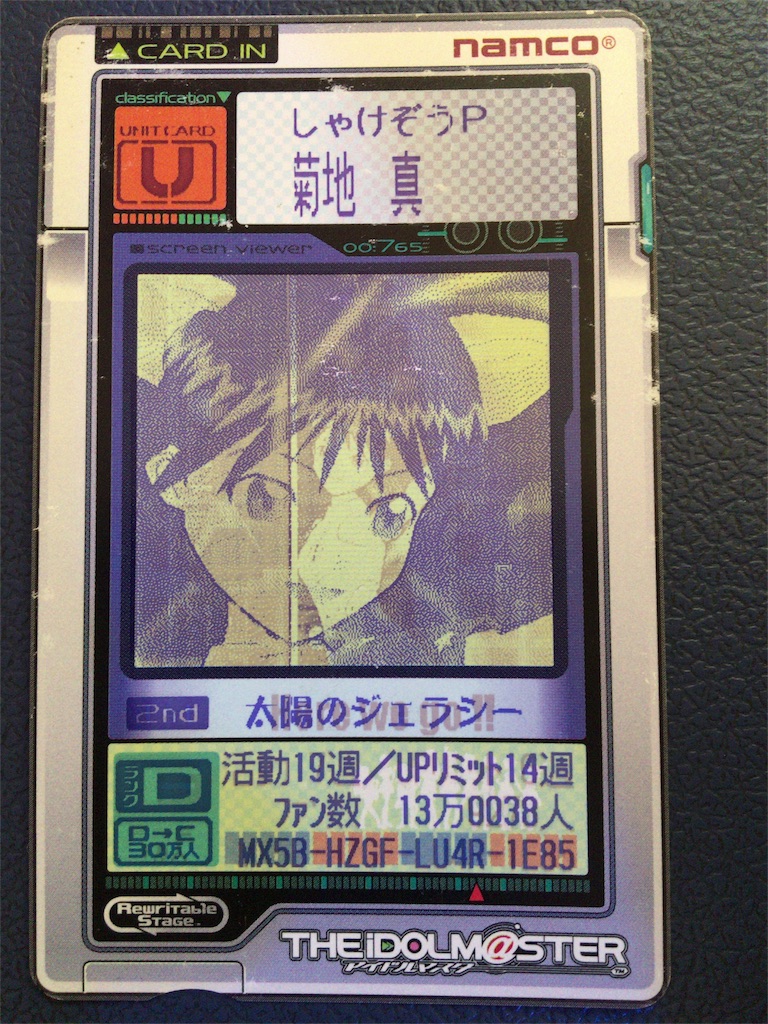 ▲ CARD IN
namco®
classification▼
UNIT CARD
U
しゃけぞうP
菊地 真
screen viewer 00:765
2nd
太陽のジェラシー
ランク
D
活動19週/UPリミット14週
ファン数 13万0038人
D→C
30万人
MX5B-HZGF-LU4R-1E85
Rewritable
Stage
THE iDOLM@STER
アイドルマスター
TM